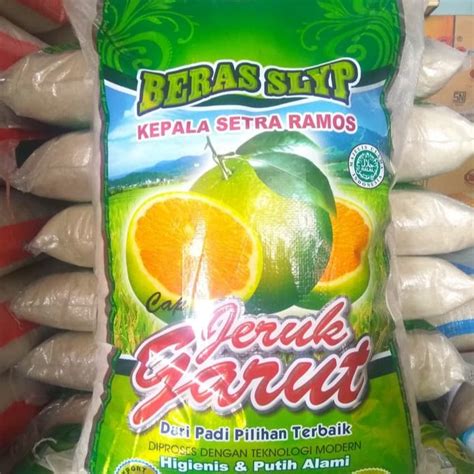 BERAS SLYP
KEPALA SETRA RAMOS
HALAL
Cap
Jeruk
Garut
Dari Padi Pilihan Terbaik
DIPROSES DENGAN TEKNOLOGI MODERN
Higienis & Putih Alami